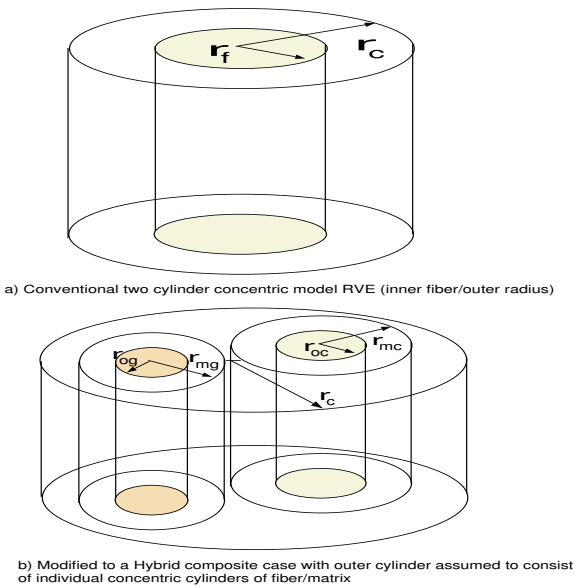 r_f r_c
a) Conventional two cylinder concentric model RVE (inner fiber/outer radius)
r_og r_mg r_oc r_mc
r_c
b) Modified to a Hybrid composite case with outer cylinder assumed to consist
of individual concentric cylinders of fiber/matrix